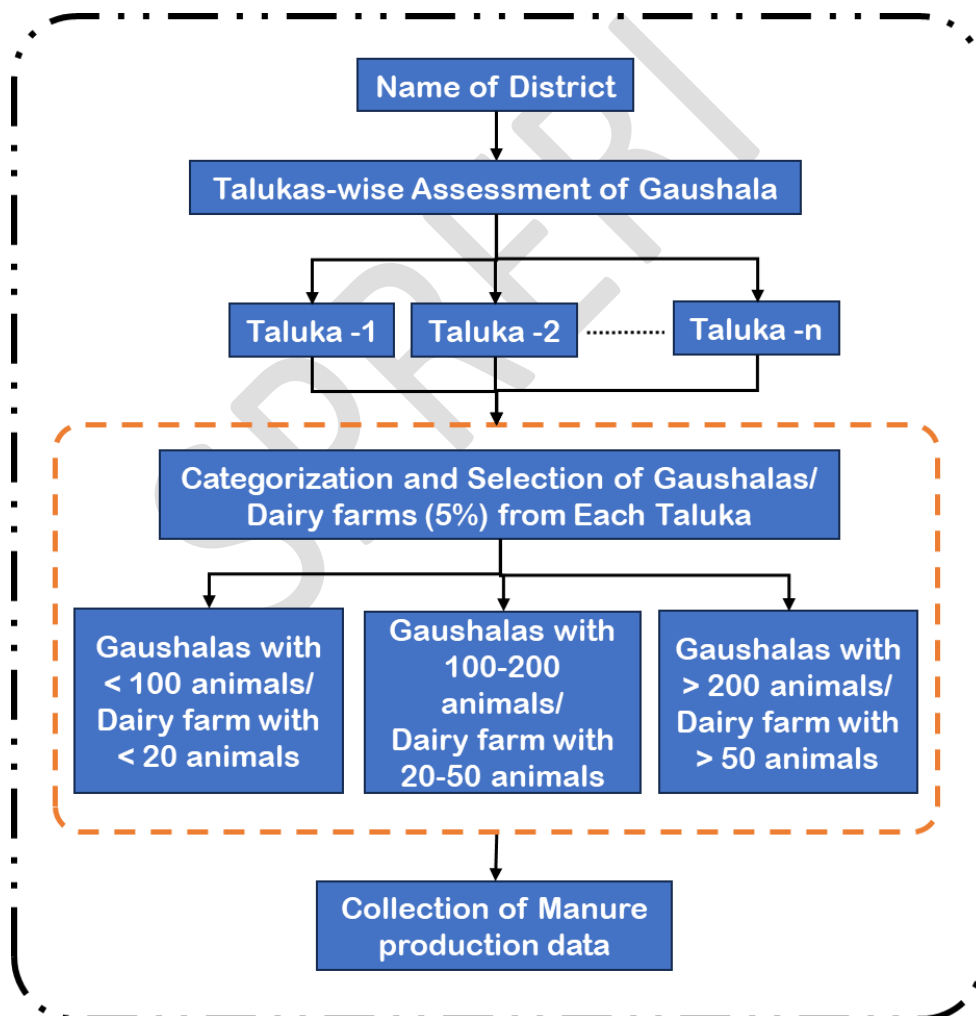 Name of District
Talukas-wise Assessment of Gaushala
Taluka -1
Taluka -2
Taluka -n
Categorization and Selection of Gaushalas/
Dairy farms (5%) from Each Taluka
Gaushalas with
< 100 animals/
Dairy farm with
< 20 animals
Gaushalas with
100-200
animals/
Dairy farm with
20-50 animals
Gaushalas with
> 200 animals/
Dairy farm with
> 50 animals
Collection of Manure
production data
SPRERI